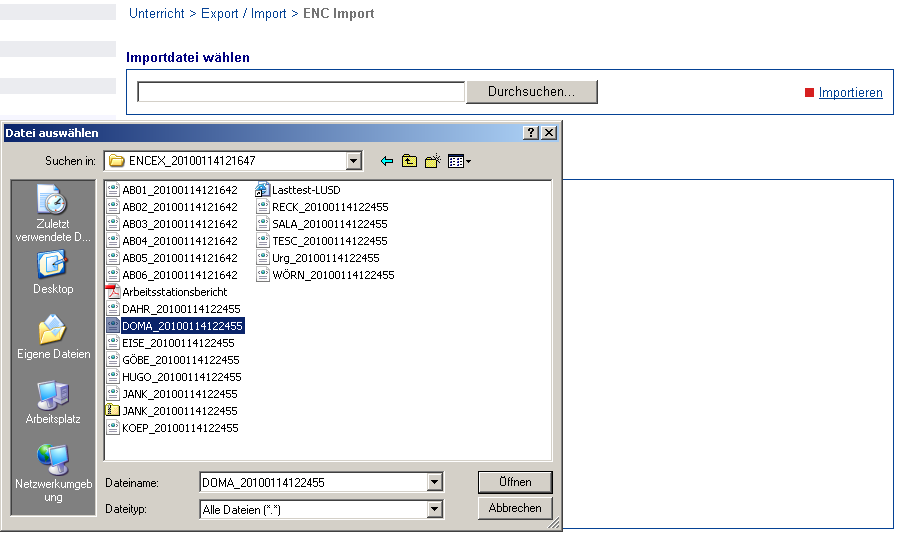 Unterricht > Export / Import > ENC Import
Importdatei wählen
Durchsuchen...
Importieren
Datei auswählen
Suchen in:
ENCEX_20100114121647
Zuletzt
verwendete D...
Desktop
Eigene Dateien
Arbeitsplatz
Netzwerkumgeb
ung
AB01_20100114121642
AB02_20100114121642
AB03_20100114121642
AB04_20100114121642
AB05_20100114121642
AB06_20100114121642
Arbeitsstationsbericht
DAHR_20100114122455
DOMA_20100114122455
EISE_20100114122455
GÖBE_20100114122455
HUGO_20100114122455
JANK_20100114122455
JANK_20100114122455
KOEP_20100114122455
Lasttest-LUSD
RECK_20100114122455
SALA_20100114122455
TESC_20100114122455
Urg_20100114122455
WÖRN_20100114122455
Dateiname:
DOMA_20100114122455
Öffnen
Dateityp:
Alle Dateien (*.*)
Abbrechen